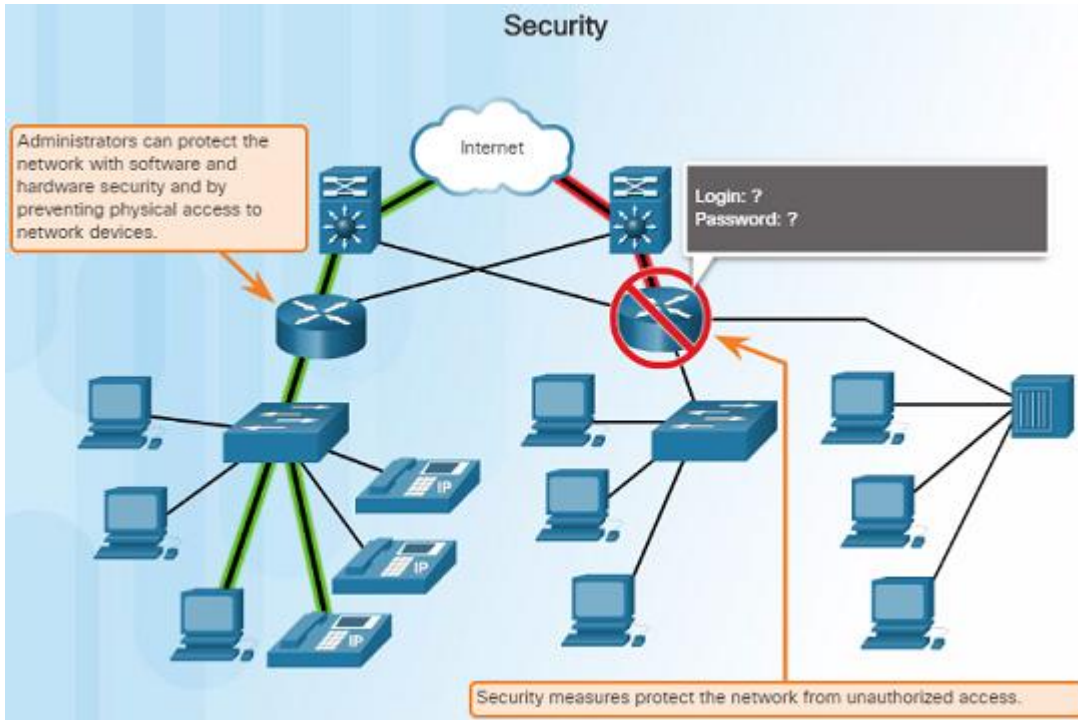 Security
Administrators can protect the
network with software and
hardware security and by
preventing physical access to
network devices.
Internet
Login: ?
Password: ?
IP
IP
IP
Security measures protect the network from unauthorized access.